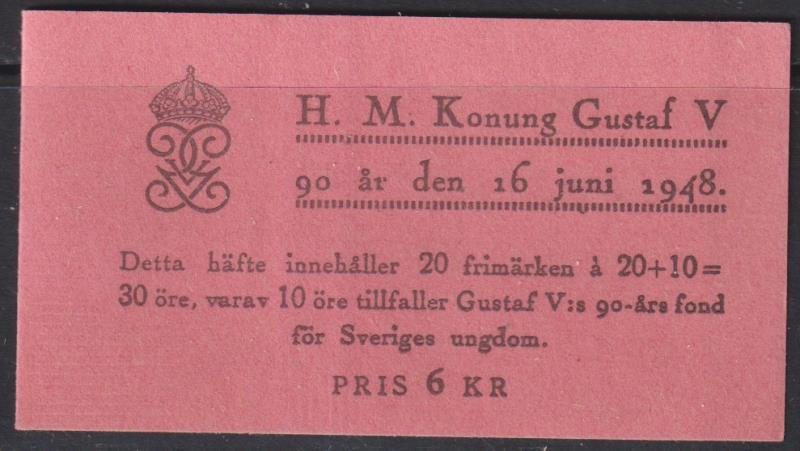 H. M. Konung Gustaf V
90 år den 16 juni 1948.
Detta häfte innehåller 20 frimärken à 20+10=
30 öre, varav 10 öre tillfaller Gustaf V:s 90-års fond
för Sveriges ungdom.
PRIS 6 KR